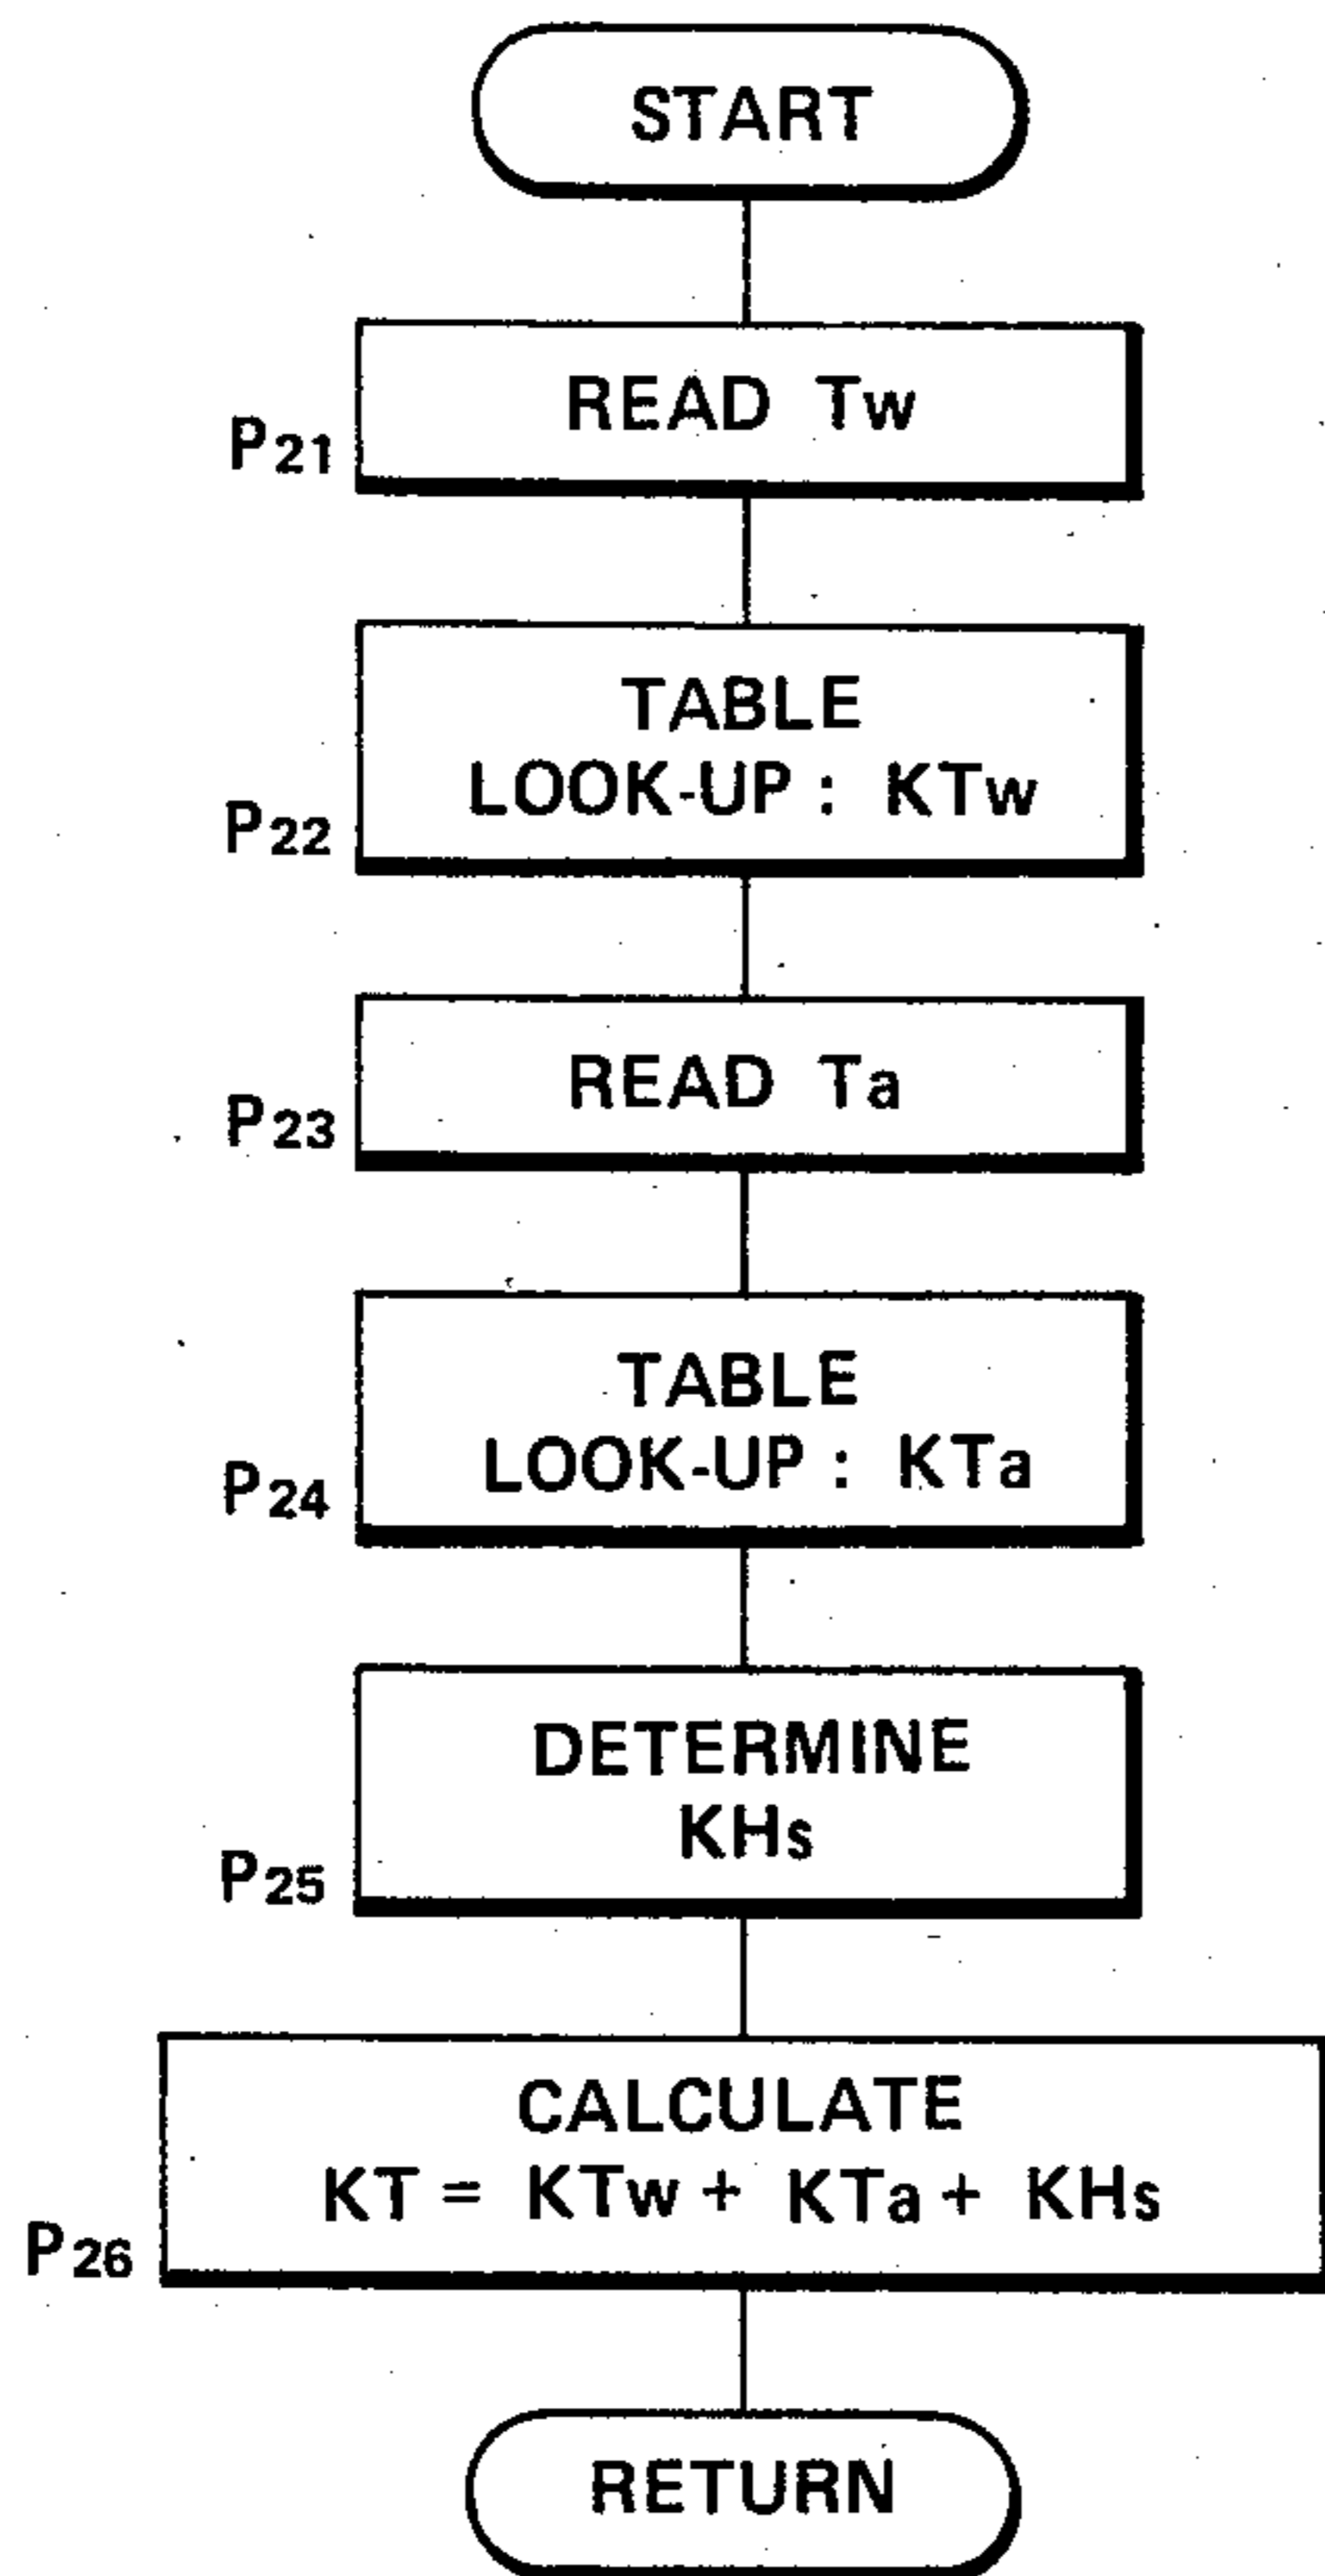 START
READ Tw
P21
TABLE
LOOK-UP : KTw
P22
READ Ta
P23
TABLE
LOOK-UP : KTa
P24
DETERMINE
KHs
P25
CALCULATE
KT = KTw + KTa + KHs
P26
RETURN